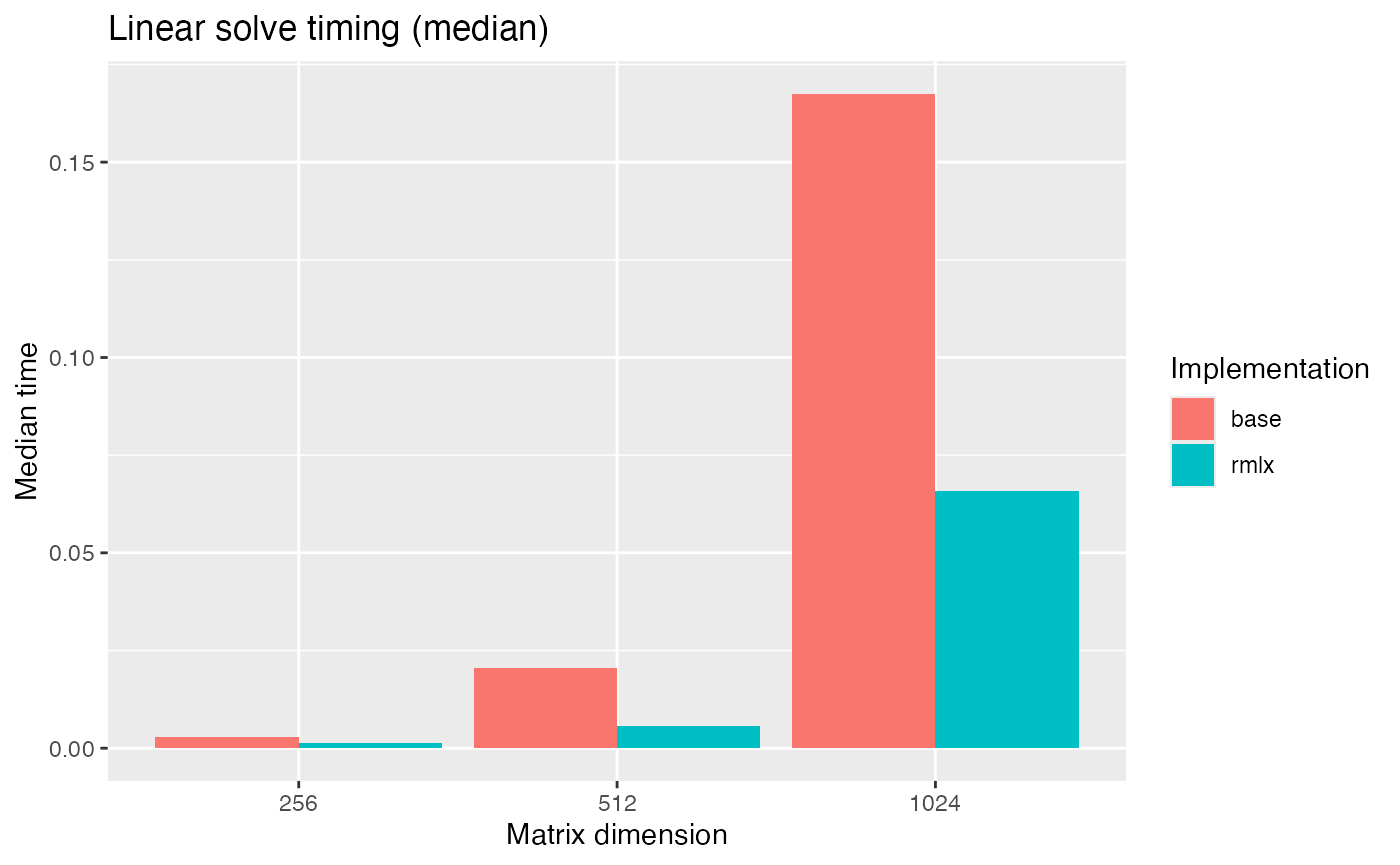 Linear solve timing (median)
Median time
0.15
0.10
0.05
0.00
256 512 1024
Matrix dimension
Implementation
base
rmlx